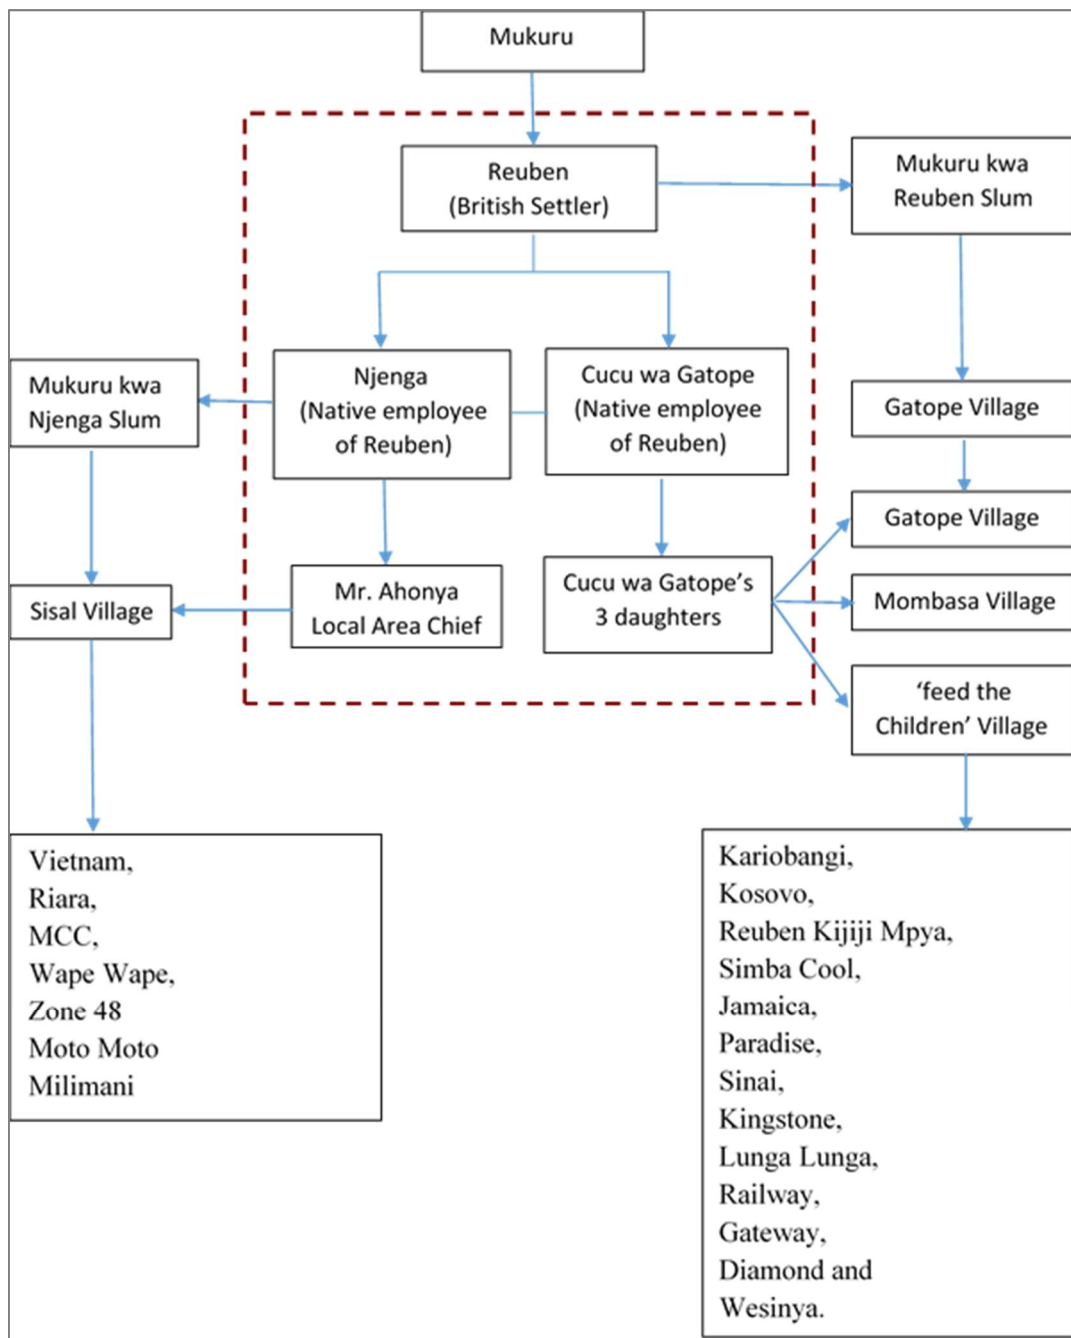 Mukuru
Reuben
(British Settler)
Mukuru kwa
Reuben Slum
Mukuru kwa
Njenga Slum
Njenga
(Native employee
of Reuben)
Cucu wa Gatope
(Native employee
of Reuben)
Gatope Village
Gatope Village
Sisal Village
Mr. Ahonya
Local Area Chief
Cucu wa Gatope’s
3 daughters
Mombasa Village
‘feed the
Children’ Village
Vietnam,
Riara,
MCC,
Wape Wape,
Zone 48
Moto Moto
Milimani
Kariobangi,
Kosovo,
Reuben Kijiji Mpya,
Simba Cool,
Jamaica,
Paradise,
Sinai,
Kingstone,
Lunga Lunga,
Railway,
Gateway,
Diamond and
Wesinya.